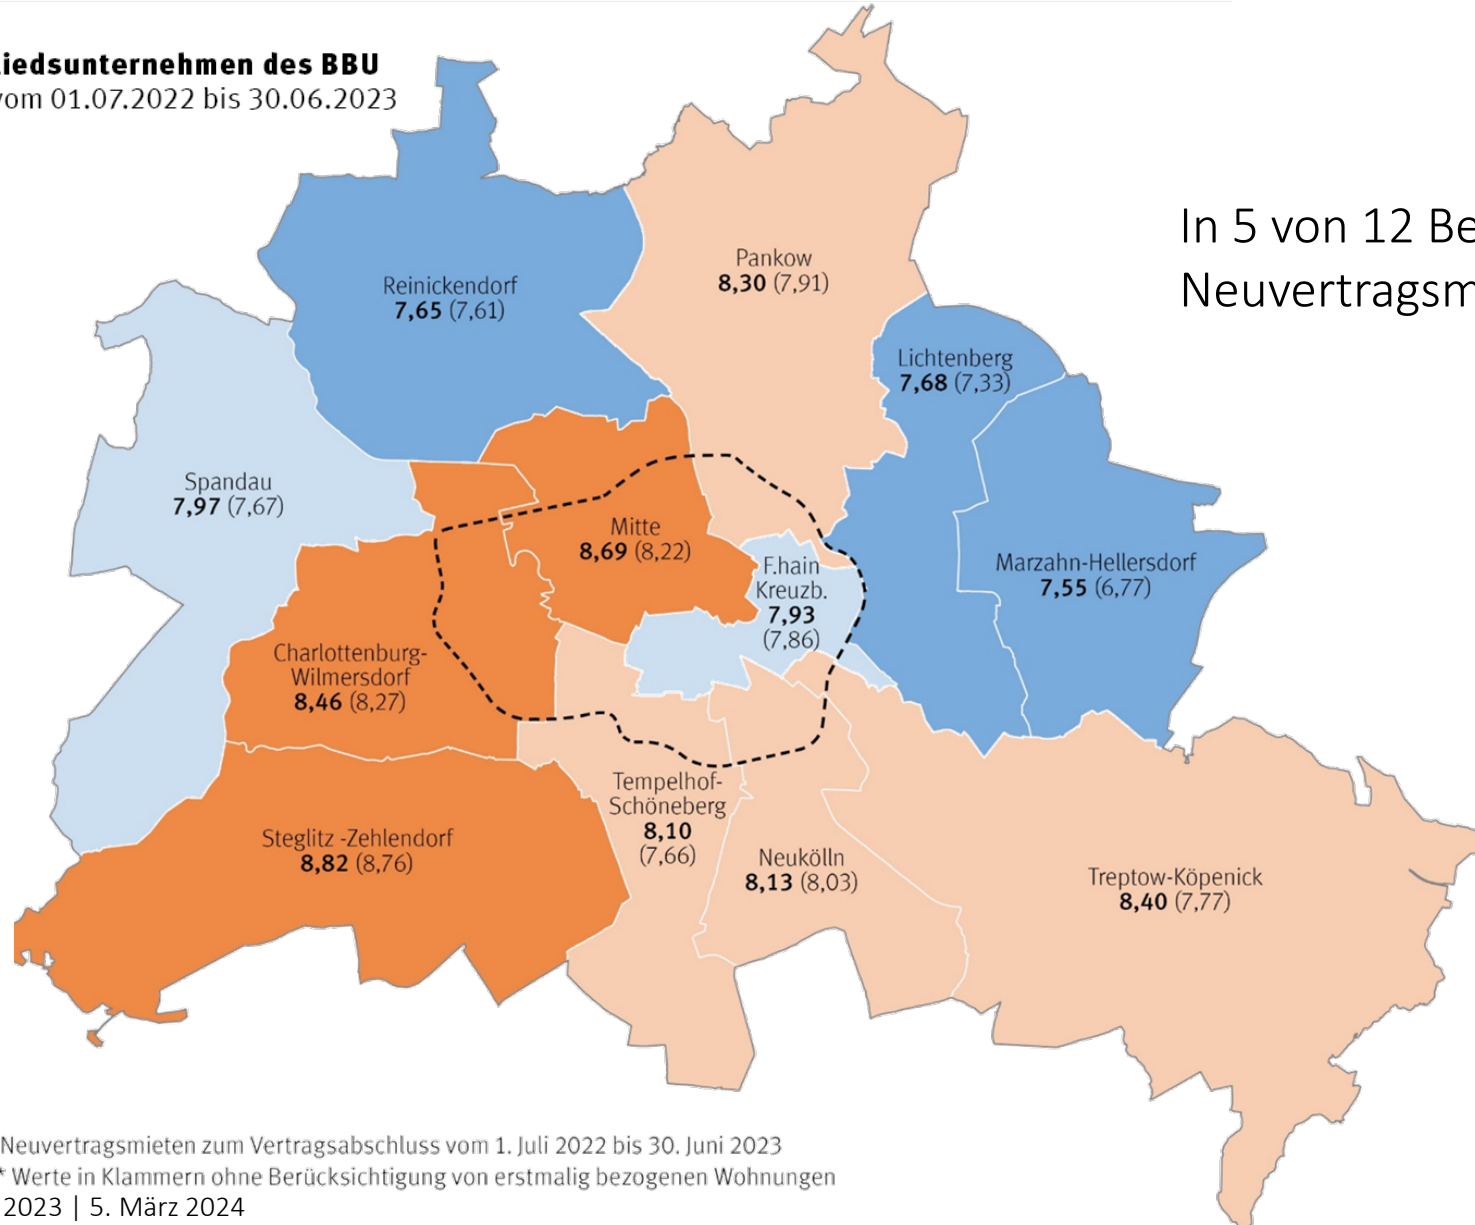 liedsunternehmen des BBU
vom 01.07.2022 bis 30.06.2023
In 5 von 12 Be
Neuvertragsm
Pankow
8,30 (7,91)
Reinickendorf
7,65 (7,61)
Lichtenberg
7,68 (7,33)
Spandau
7,97 (7,67)
Mitte
8,69 (8,22)
F.hain
Kreuzb.
7,93
(7,86)
Marzahn-Hellersdorf
7,55 (6,77)
Charlottenburg-
Wilmersdorf
8,46 (8,27)
Tempelhof-
Schöneberg
8,10
(7,66)
Steglitz -Zehlendorf
8,82 (8,76)
Neukölln
8,13 (8,03)
Treptow-Köpenick
8,40 (7,77)
Neuvertragsmieten zum Vertragsabschluss vom 1. Juli 2022 bis 30. Juni 2023
* Werte in Klammern ohne Berücksichtigung von erstmalig bezogenen Wohnungen
2023 | 5. März 2024